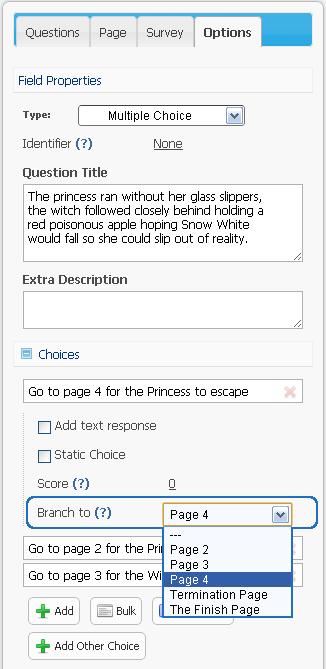 Questions Page Survey Options
Field Properties
Type: Multiple Choice
Identifier (?) None
Question Title
The princess ran without her glass slippers,
the witch followed closely behind holding a
red poisonous apple hoping Snow White
would fall so she could slip out of reality.
Extra Description
Choices
Go to page 4 for the Princess to escape
Add text response
Static Choice
Score (?) 0
Branch to (?) Page 4
---
Page 2
Page 3
Page 4
Termination Page
The Finish Page
Go to page 2 for the
Go to page 3 for the
Add Bulk
Add Other Choice